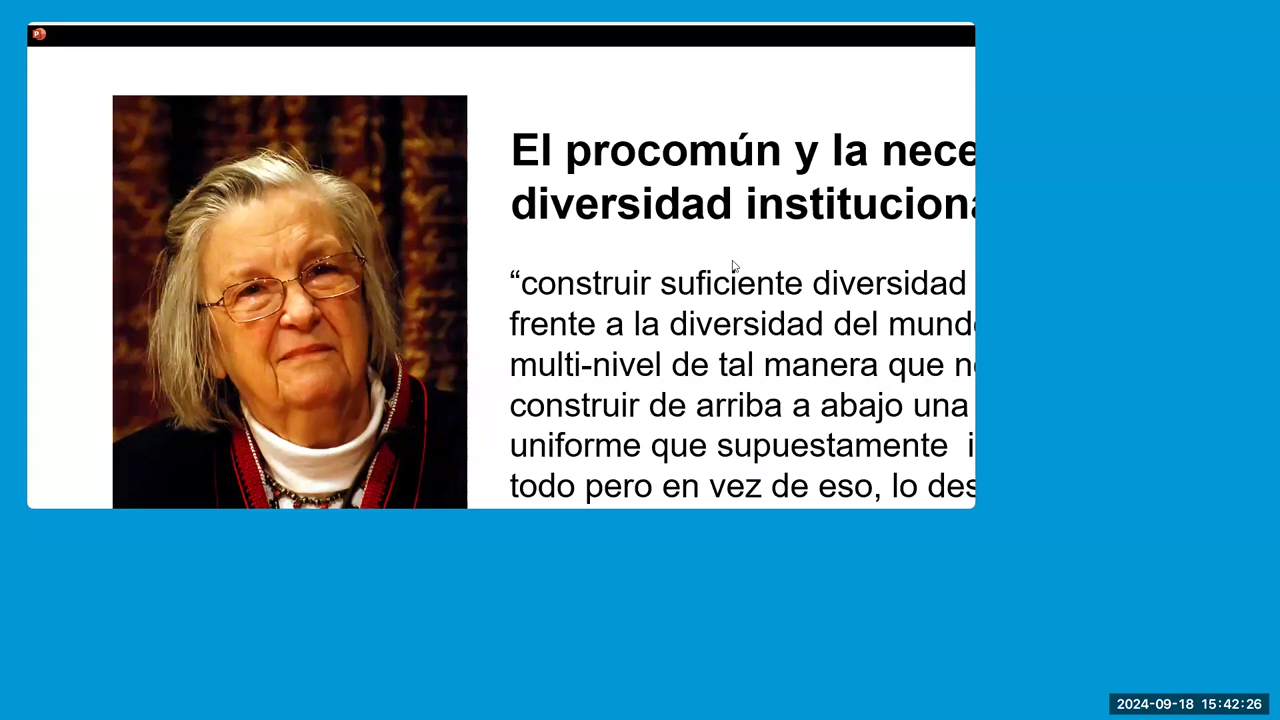 El procomún y la nece
diversidad instituciona
“construir suficiente diversidad
frente a la diversidad del mundo
multi-nivel de tal manera que n
construir de arriba a abajo una
uniforme que supuestamente i
todo pero en vez de eso, lo des
2024-09-18 15:42:26